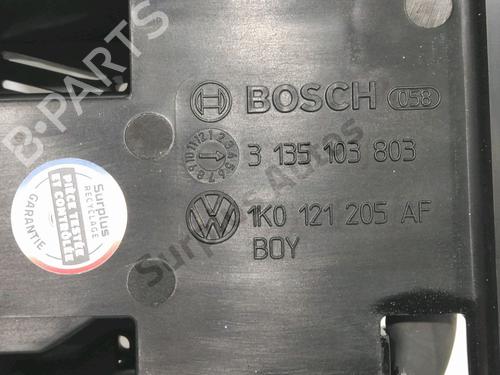 B-PARTS
BOSCH 058
3 135 103 803
1K0 121 205 AF
BOY
Surplus Autos
Surplus
RECYCLAGE
PIÈCE TESTÉE
ET CONTRÔLÉE
GARANTIE